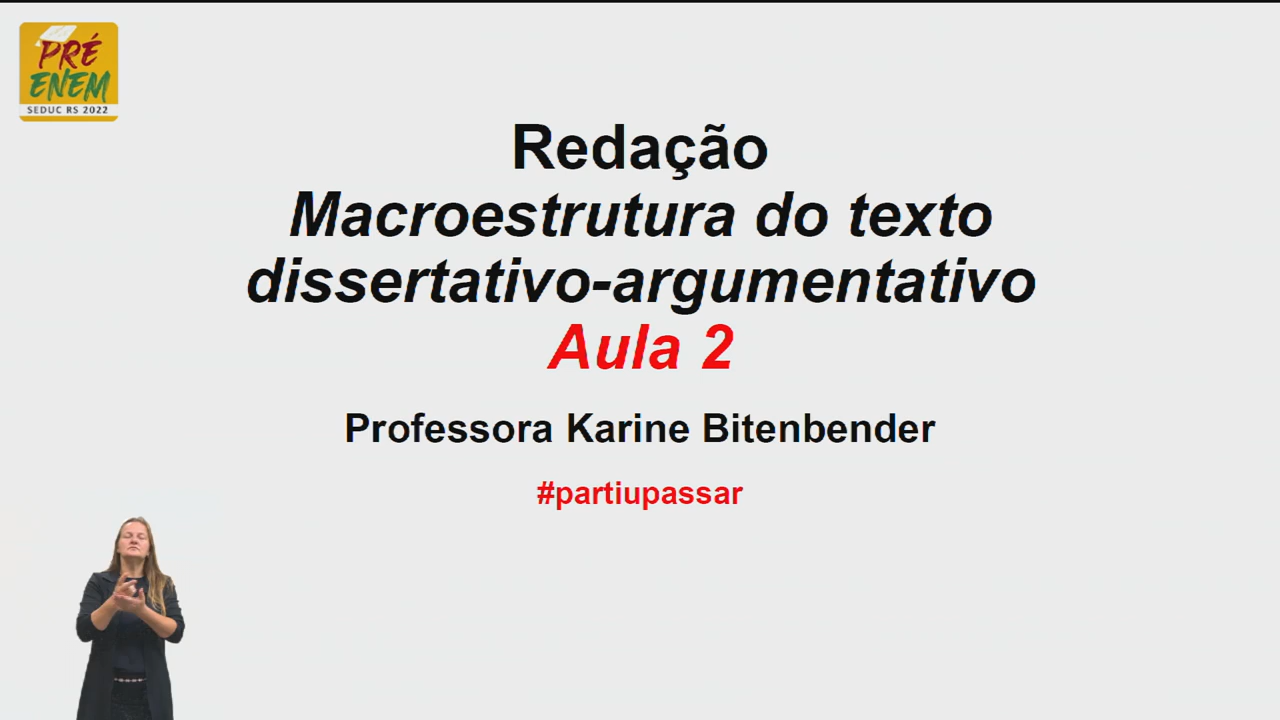 PRÉ
ENEM
SEDUC RS 2022
Redação
Macroestrutura do texto
dissertativo-argumentativo
Aula 2
Professora Karine Bitenbender
#partiupassar